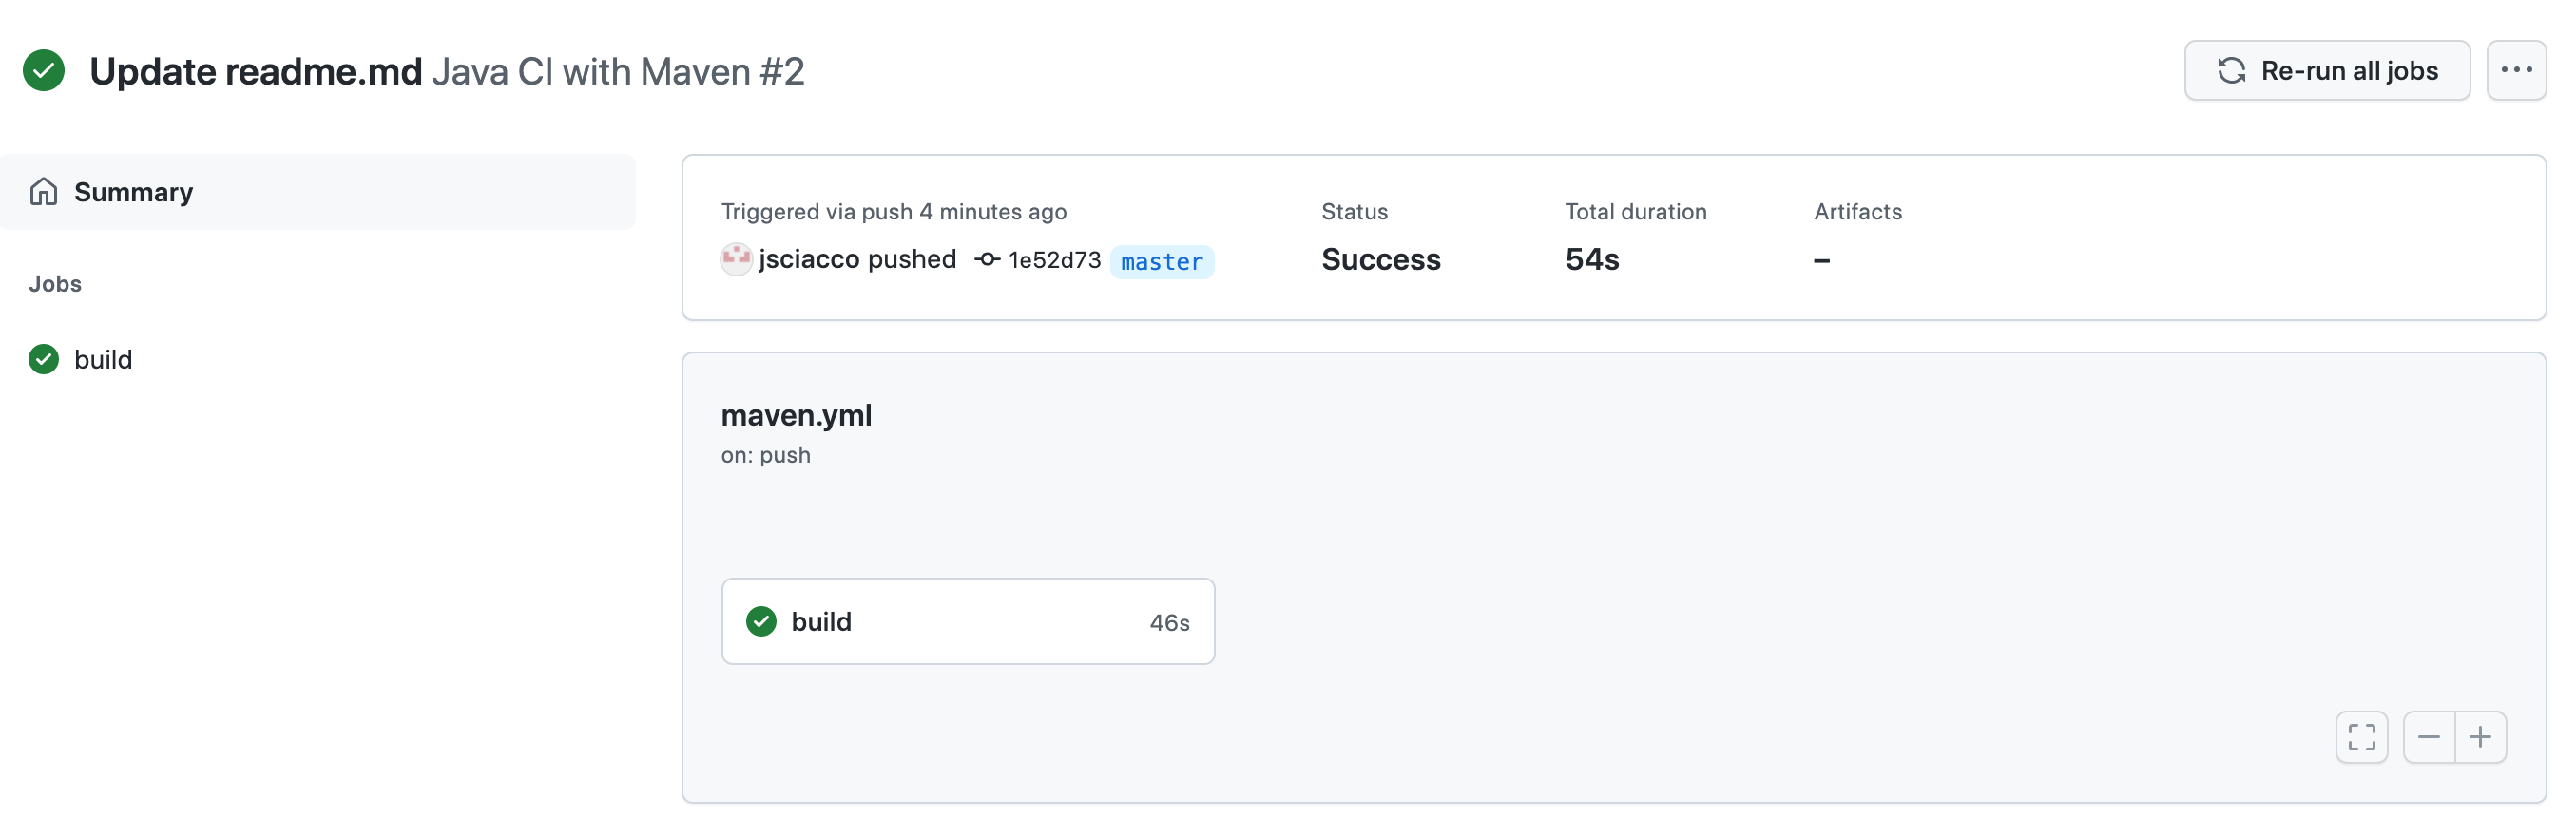 Update readme.md Java CI with Maven #2
Re-run all jobs
Summary
Jobs
build
Triggered via push 4 minutes ago
jsciacco pushed 1e52d73 master
Status
Success
Total duration
54s
Artifacts
–
maven.yml
on: push
build 46s